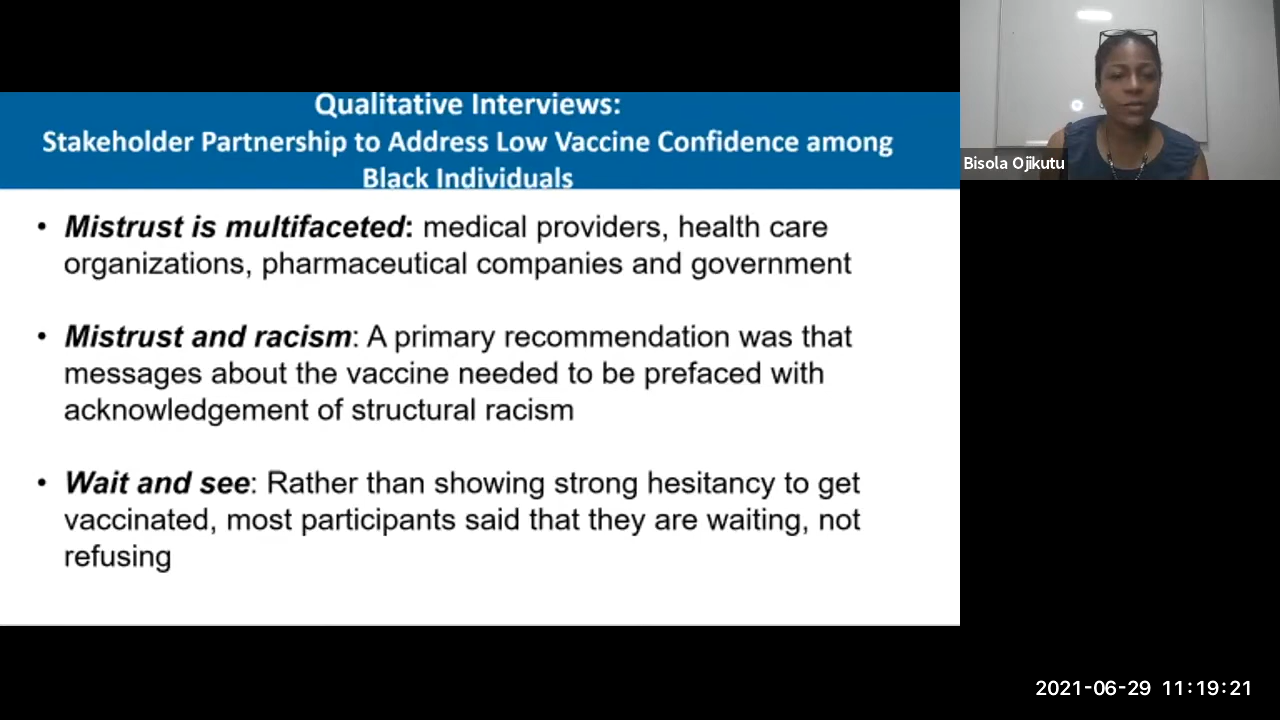 Qualitative Interviews:
Stakeholder Partnership to Address Low Vaccine Confidence among
Black Individuals
• Mistrust is multifaceted: medical providers, health care
organizations, pharmaceutical companies and government
• Mistrust and racism: A primary recommendation was that
messages about the vaccine needed to be prefaced with
acknowledgement of structural racism
• Wait and see: Rather than showing strong hesitancy to get
vaccinated, most participants said that they are waiting, not
refusing
Bisola Ojikutu
2021-06-29 11:19:21